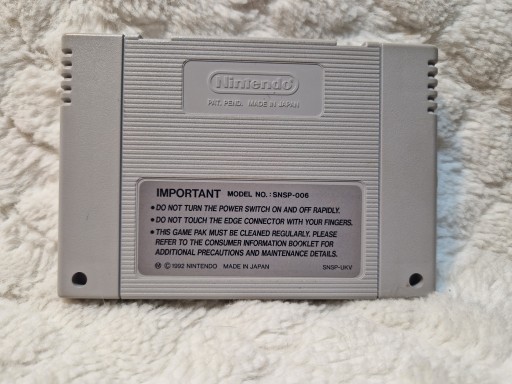 Nintendo
PAT. PEND. MADE IN JAPAN
IMPORTANT MODEL NO.: SNSP-006
• DO NOT TURN THE POWER SWITCH ON AND OFF RAPIDLY.
• DO NOT TOUCH THE EDGE CONNECTOR WITH YOUR FINGERS.
• THIS GAME PAK MUST BE CLEANED REGULARLY. PLEASE
REFER TO THE CONSUMER INFORMATION BOOKLET FOR
ADDITIONAL PRECAUTIONS AND MAINTENANCE DETAILS.
© 1992 NINTENDO MADE IN JAPAN SNSP-UKV